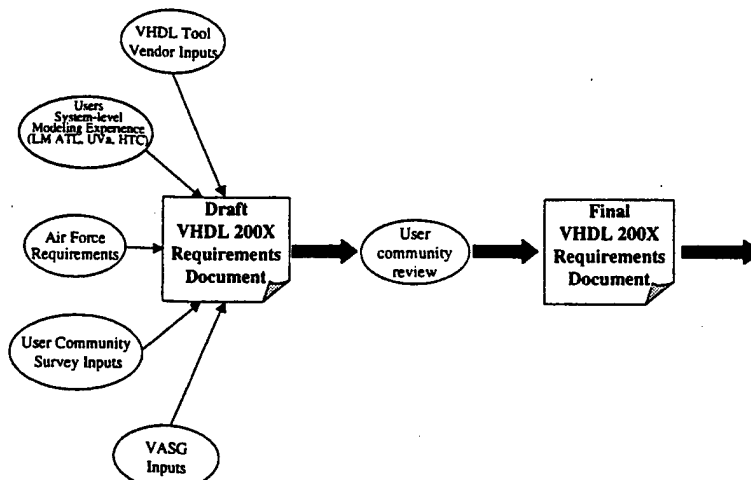 VHDL Tool
Vendor Inputs
Users
System-level
Modeling Experience
(LM ATL, UVa, HTC)
Air Force
Requirements
User Community
Survey Inputs
VASG
Inputs
Draft
VHDL 200X
Requirements
Document
User
community
review
Final
VHDL 200X
Requirements
Document